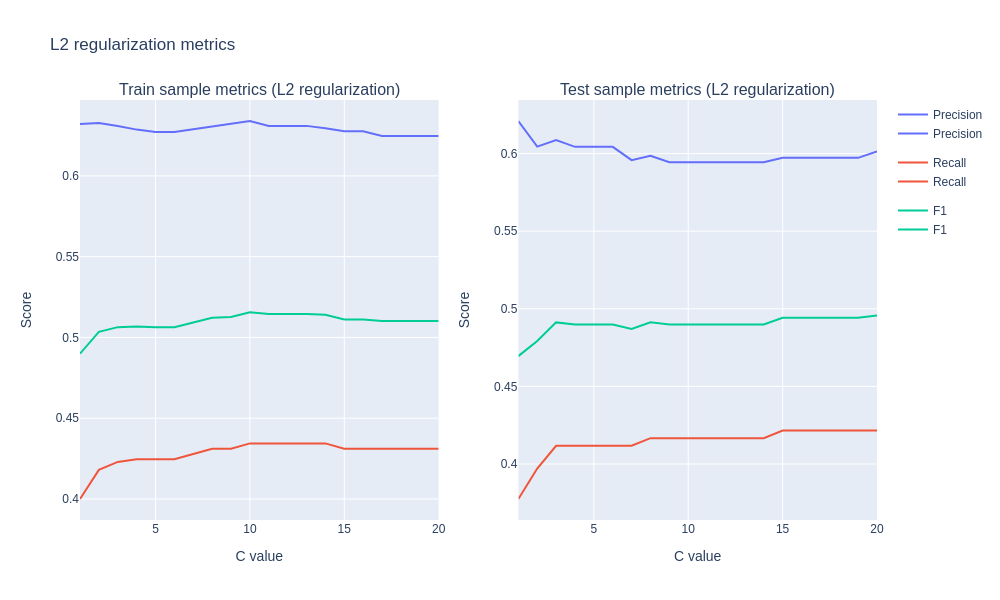 L2 regularization metrics
Train sample metrics (L2 regularization)
Test sample metrics (L2 regularization)
Precision
Precision
Recall
Recall
F1
F1
Score
0.6
0.55
0.5
0.45
0.4
5
10
15
20
C value
Score
0.6
0.55
0.5
0.45
0.4
5
10
15
20
C value